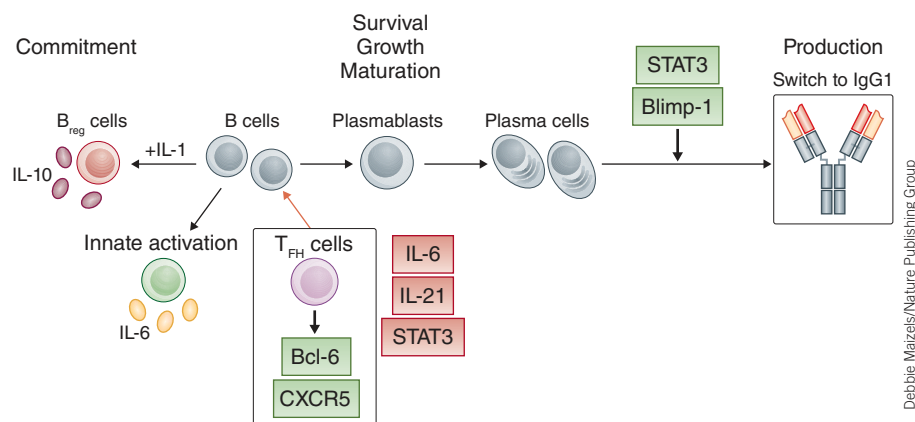 Commitment
Survival
Growth
Maturation
Production
Switch to IgG1
STAT3
Blimp-1
Breg cells
B cells
Plasmablasts
Plasma cells
+IL-1
IL-10
Innate activation
IL-6
TFH cells
Bcl-6
CXCR5
IL-6
IL-21
STAT3
Debbie Maizels/Nature Publishing Group